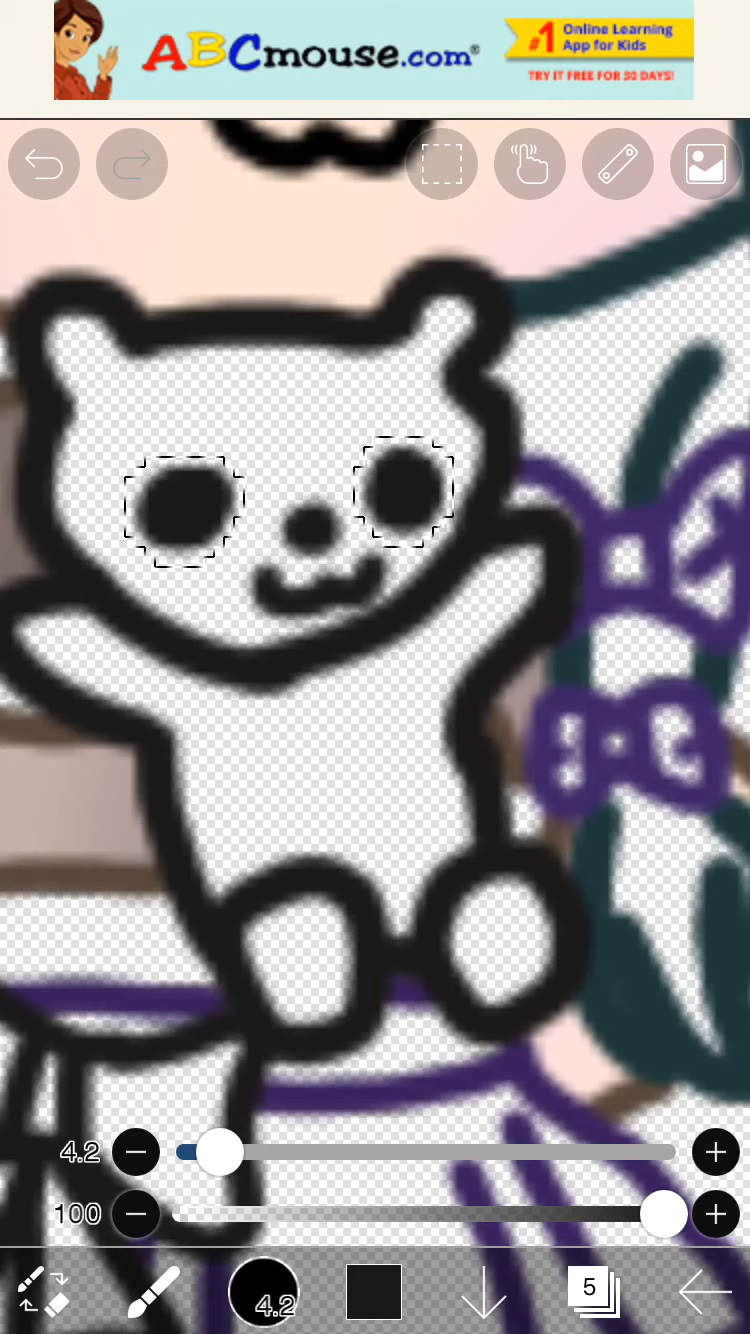 ABCmouse.com®
#1 Online Learning
App for Kids
TRY IT FREE FOR 30 DAYS!
4.2
100
4.2
5